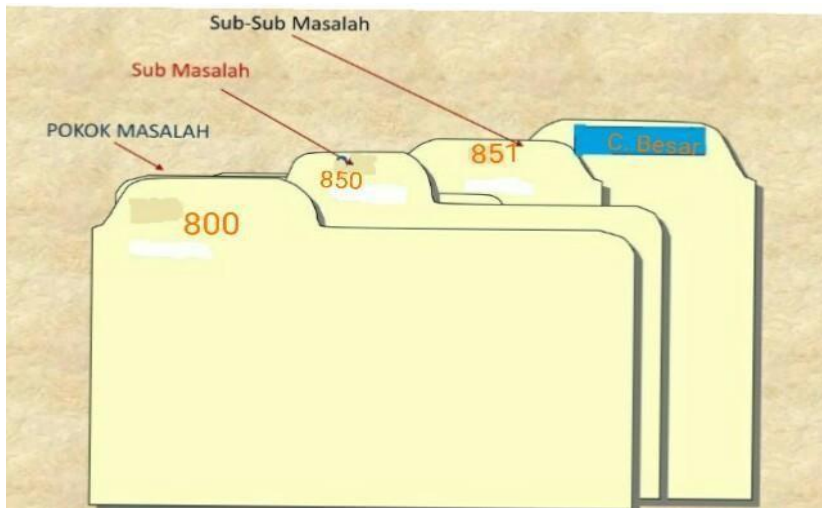 Sub-Sub Masalah
Sub Masalah
POKOK MASALAH
C. Besar
851
850
800